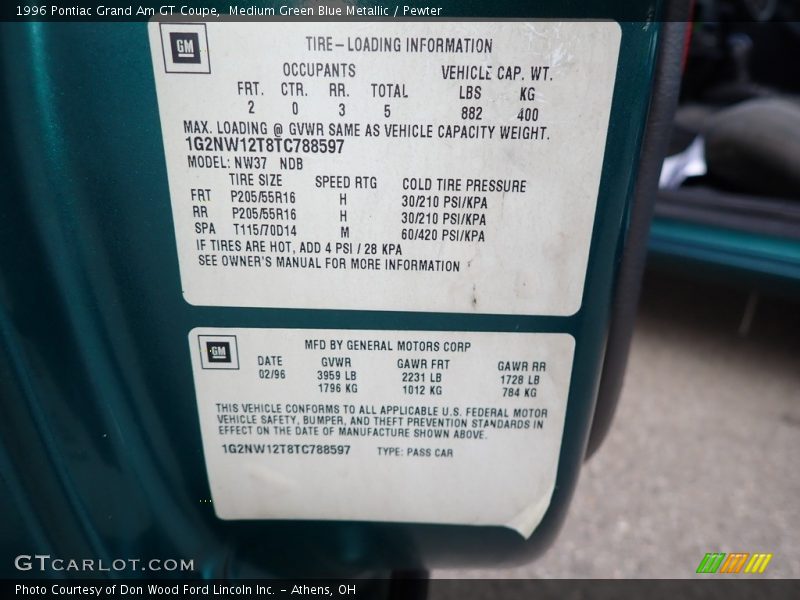 1996 Pontiac Grand Am GT Coupe, Medium Green Blue Metallic / Pewter
GM
TIRE-LOADING INFORMATION
OCCUPANTS VEHICLE CAP. WT.
FRT. CTR. RR. TOTAL LBS KG
2 0 3 5 882 400
MAX. LOADING @ GVWR SAME AS VEHICLE CAPACITY WEIGHT.
1G2NW12T8TC788597
MODEL: NW37 NDB
TIRE SIZE SPEED RTG COLD TIRE PRESSURE
FRT P205/55R16 H 30/210 PSI/KPA
RR P205/55R16 H 30/210 PSI/KPA
SPA T115/70D14 M 60/420 PSI/KPA
IF TIRES ARE HOT, ADD 4 PSI / 28 KPA
SEE OWNER'S MANUAL FOR MORE INFORMATION
GM
MFD BY GENERAL MOTORS CORP
DATE GVWR GAWR FRT GAWR RR
02/96 3959 LB 2231 LB 1728 LB
1796 KG 1012 KG 784 KG
THIS VEHICLE CONFORMS TO ALL APPLICABLE U.S. FEDERAL MOTOR
VEHICLE SAFETY, BUMPER, AND THEFT PREVENTION STANDARDS IN
EFFECT ON THE DATE OF MANUFACTURE SHOWN ABOVE.
1G2NW12T8TC788597 TYPE: PASS CAR
GTCARLOT.COM
Photo Courtesy of Don Wood Ford Lincoln Inc. - Athens, OH